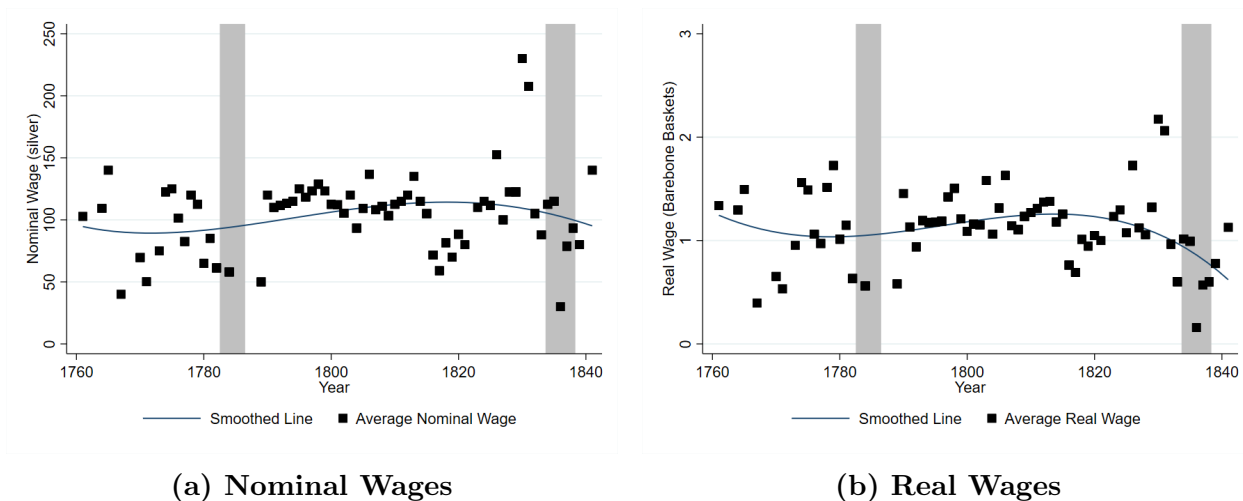 Nominal Wage (silver)
250
200
150
100
50
0
1760
1780
1800
1820
1840
Year
Smoothed Line
Average Nominal Wage
(a) Nominal Wages
Real Wage (Barebone Baskets)
3
2
1
0
1760
1780
1800
1820
1840
Year
Smoothed Line
Average Real Wage
(b) Real Wages